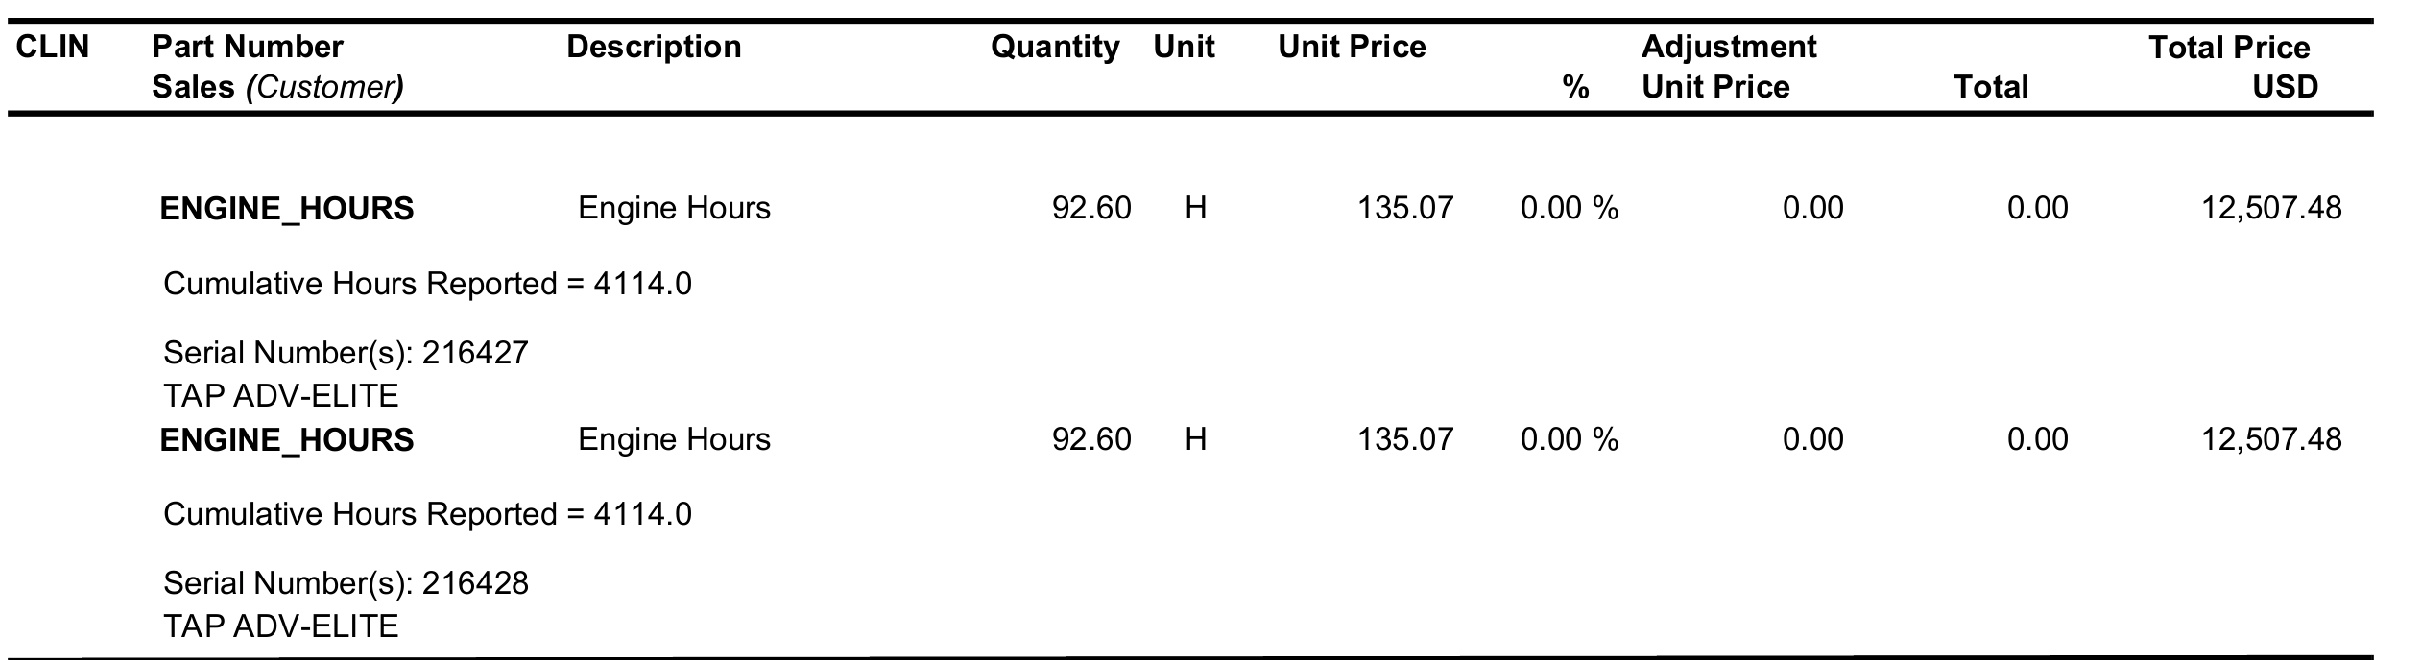 CLIN Part Number Description Quantity Unit Unit Price Adjustment Total Price
Sales (Customer) % Unit Price Total USD
ENGINE_HOURS Engine Hours 92.60 H 135.07 0.00 % 0.00 0.00 12,507.48
Cumulative Hours Reported = 4114.0
Serial Number(s): 216427
TAP ADV-ELITE
ENGINE_HOURS Engine Hours 92.60 H 135.07 0.00 % 0.00 0.00 12,507.48
Cumulative Hours Reported = 4114.0
Serial Number(s): 216428
TAP ADV-ELITE